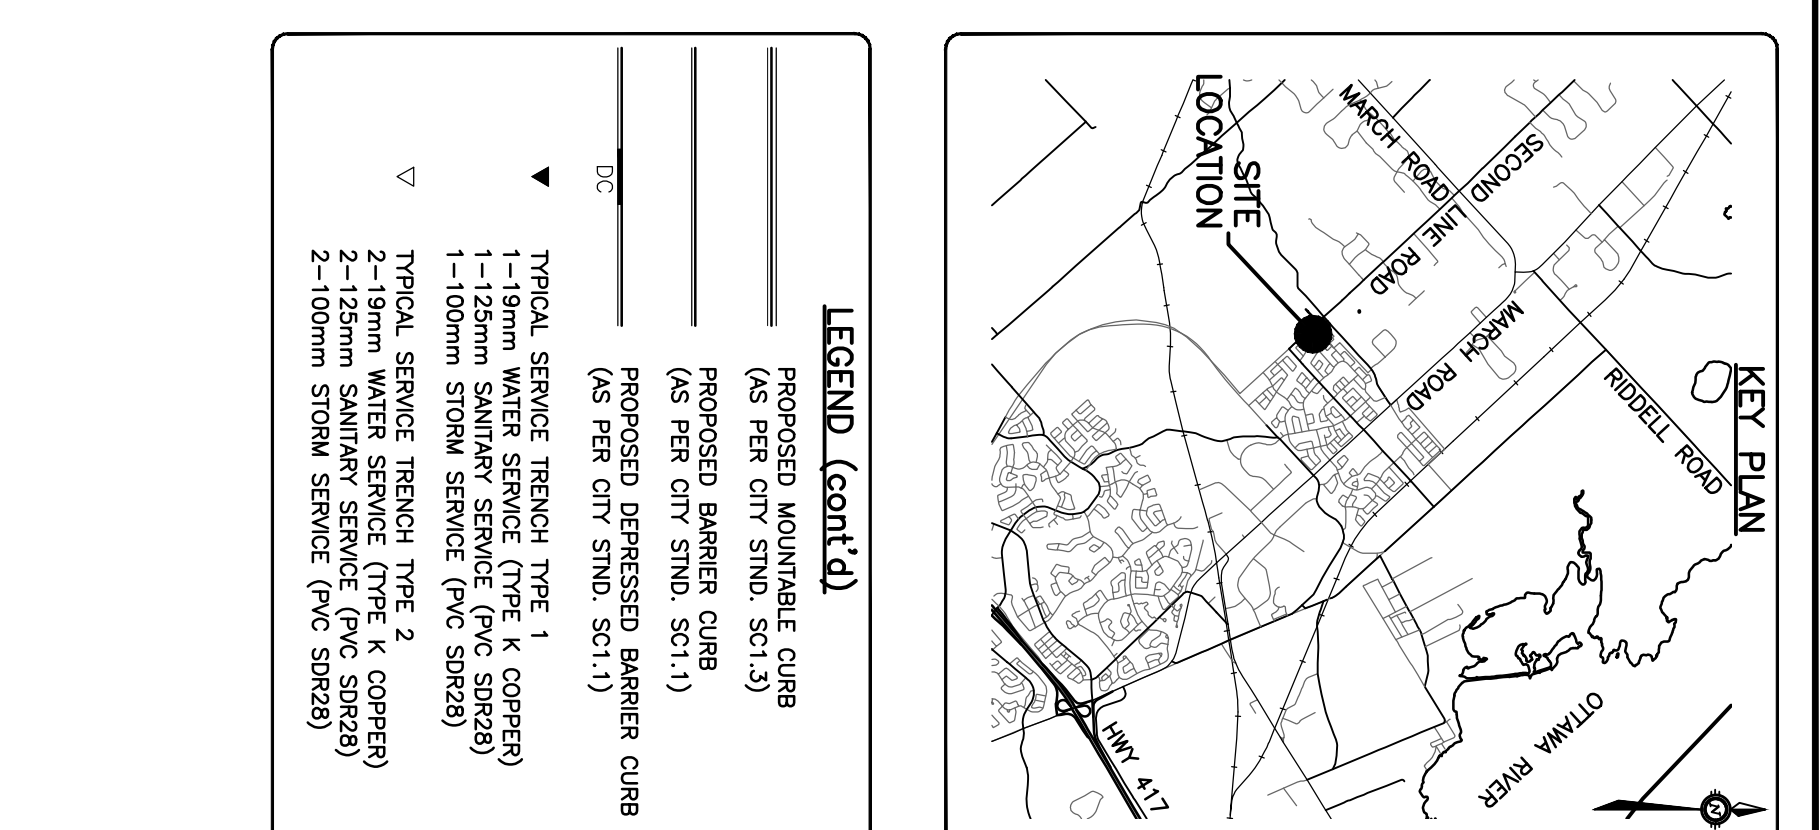 KEY PLAN
RIDDELL ROAD
OTTAWA RIVER
SECOND
LINE ROAD
MARCH ROAD
MARCH ROAD
SITE
LOCATION
HWY 417
N
LEGEND (cont'd)
PROPOSED MOUNTABLE CURB
(AS PER CITY STND. SC1.3)
PROPOSED BARRIER CURB
(AS PER CITY STND. SC1.1)
DC
PROPOSED DEPRESSED BARRIER CURB
(AS PER CITY STND. SC1.1)
TYPICAL SERVICE TRENCH TYPE 1
1-19mm WATER SERVICE (TYPE K COPPER)
1-125mm SANITARY SERVICE (PVC SDR28)
1-100mm STORM SERVICE (PVC SDR28)
TYPICAL SERVICE TRENCH TYPE 2
2-19mm WATER SERVICE (TYPE K COPPER)
2-125mm SANITARY SERVICE (PVC SDR28)
2-100mm STORM SERVICE (PVC SDR28)